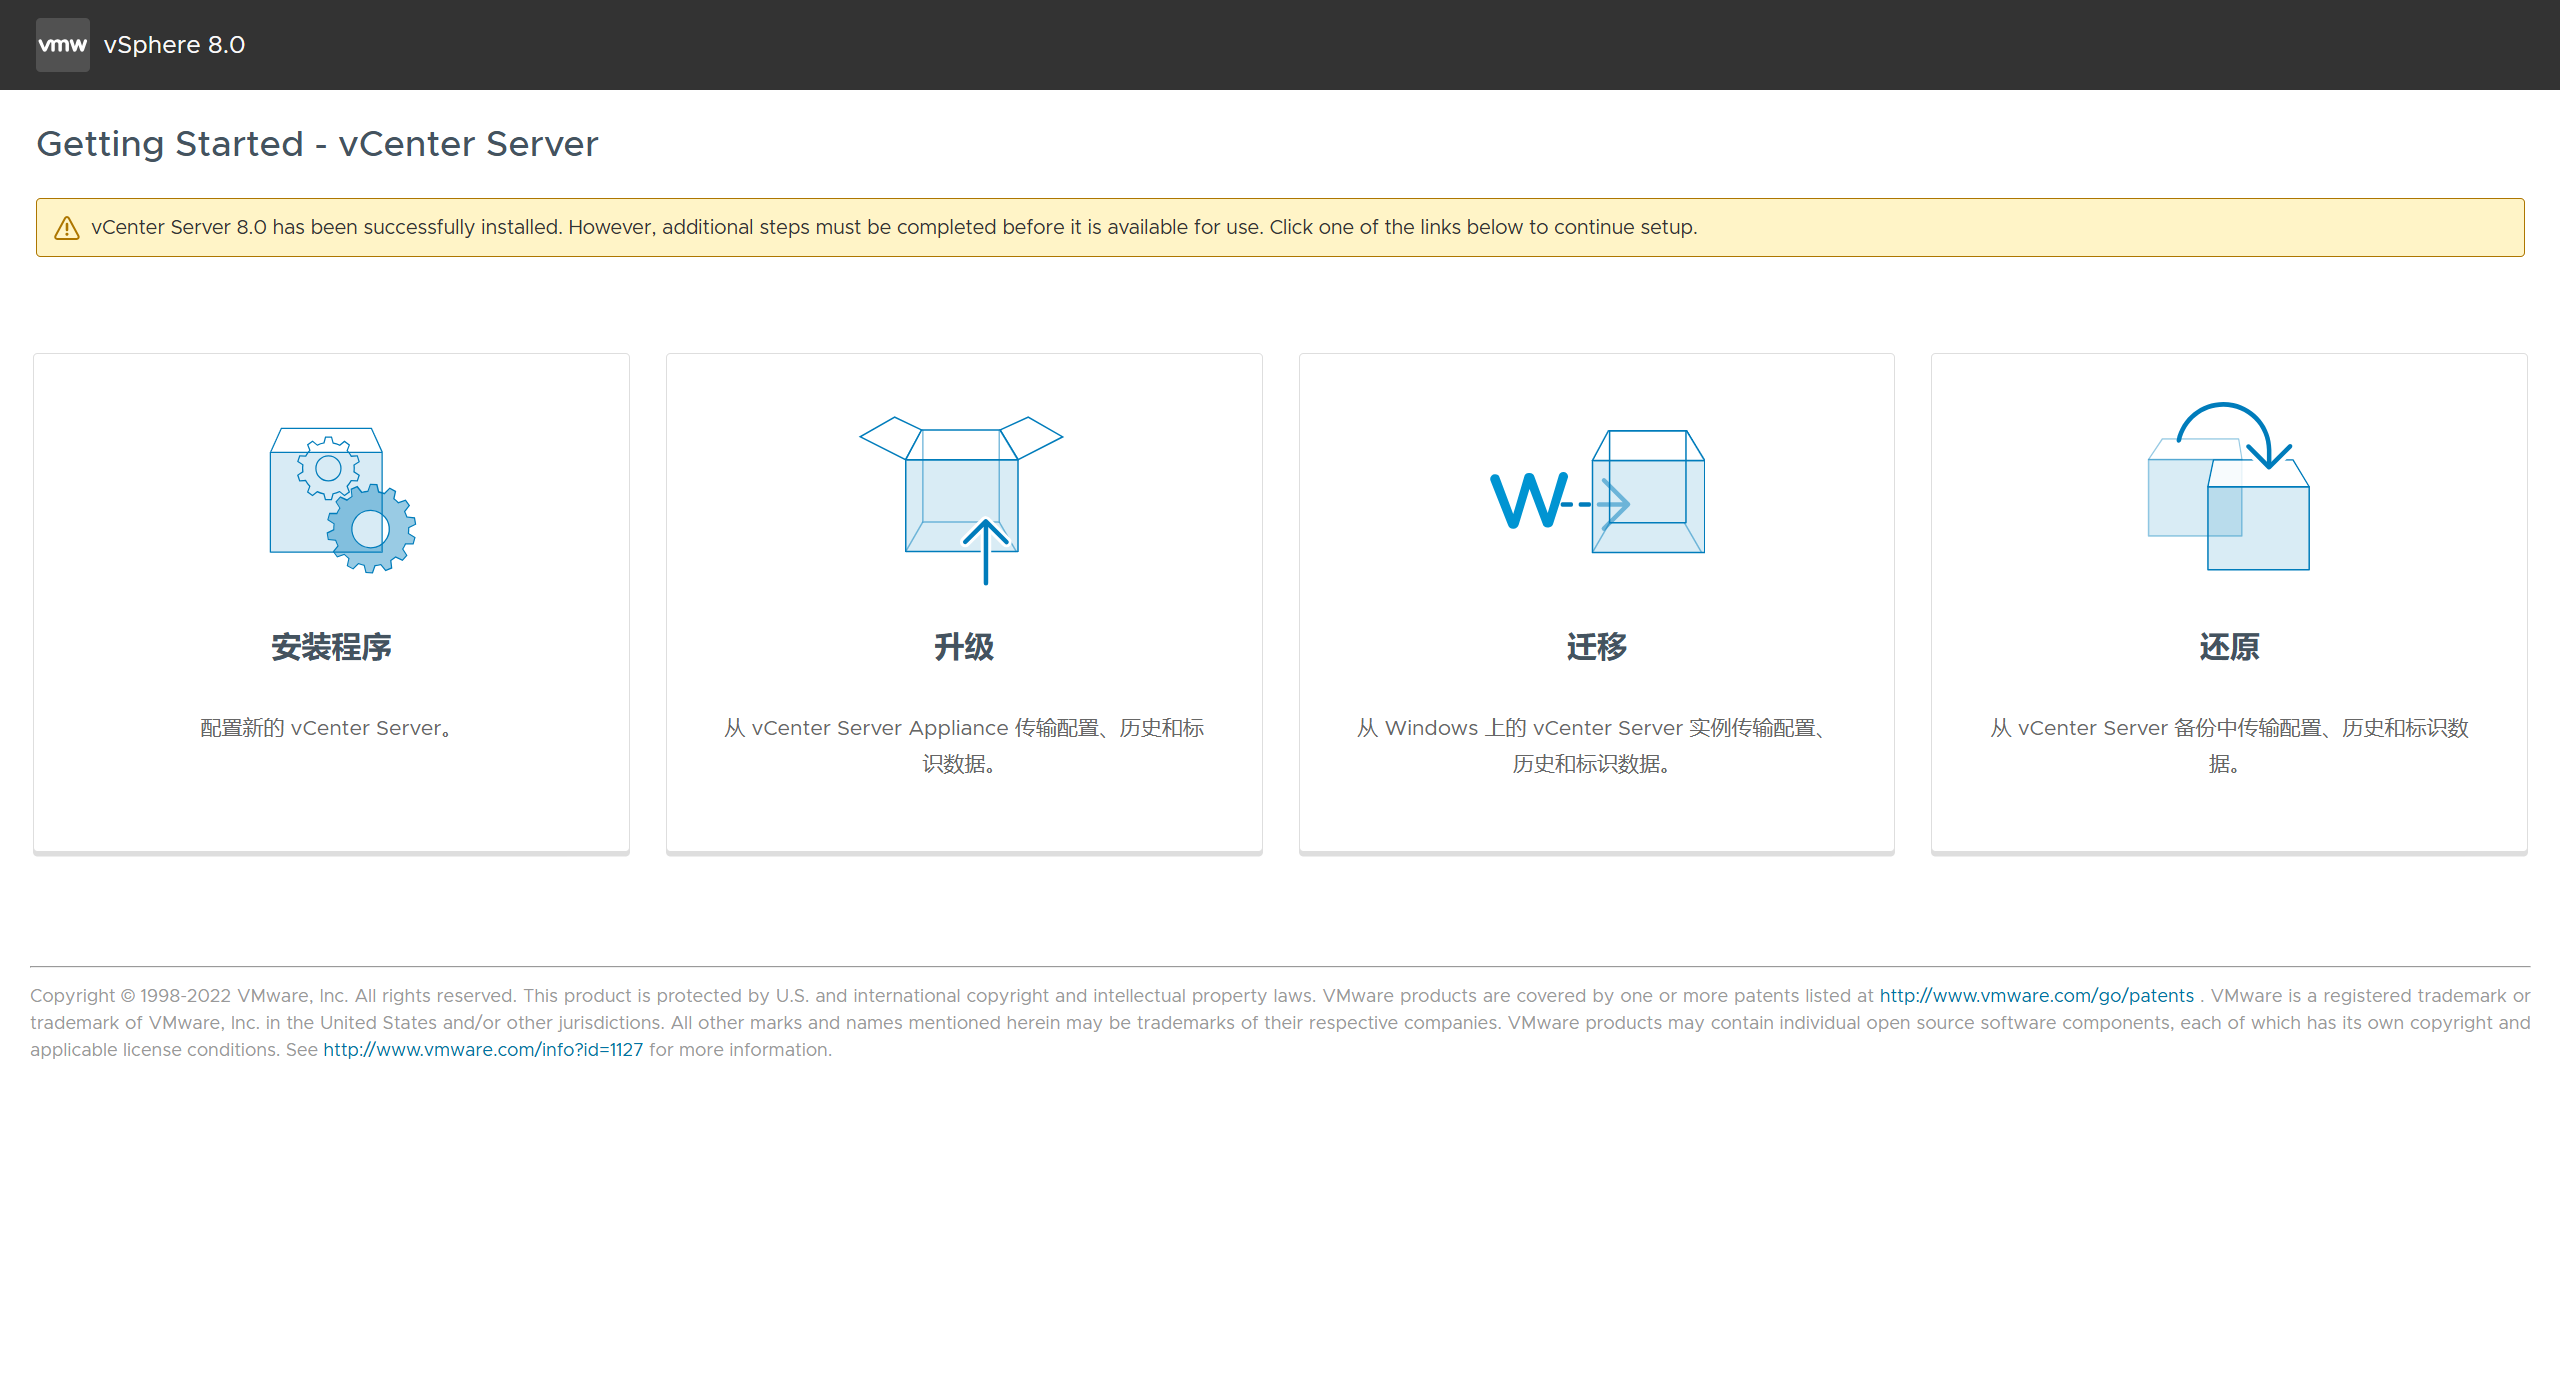 vmw vSphere 8.0
Getting Started - vCenter Server
vCenter Server 8.0 has been successfully installed. However, additional steps must be completed before it is available for use. Click one of the links below to continue setup.
安装程序
配置新的 vCenter Server。
升级
从 vCenter Server Appliance 传输配置、历史和标
识数据。
W
迁移
从 Windows 上的 vCenter Server 实例传输配置、
历史和标识数据。
还原
从 vCenter Server 备份中传输配置、历史和标识数
据。
Copyright © 1998-2022 VMware, Inc. All rights reserved. This product is protected by U.S. and international copyright and intellectual property laws. VMware products are covered by one or more patents listed at http://www.vmware.com/go/patents . VMware is a registered trademark or
trademark of VMware, Inc. in the United States and/or other jurisdictions. All other marks and names mentioned herein may be trademarks of their respective companies. VMware products may contain individual open source software components, each of which has its own copyright and
applicable license conditions. See http://www.vmware.com/info?id=1127 for more information.